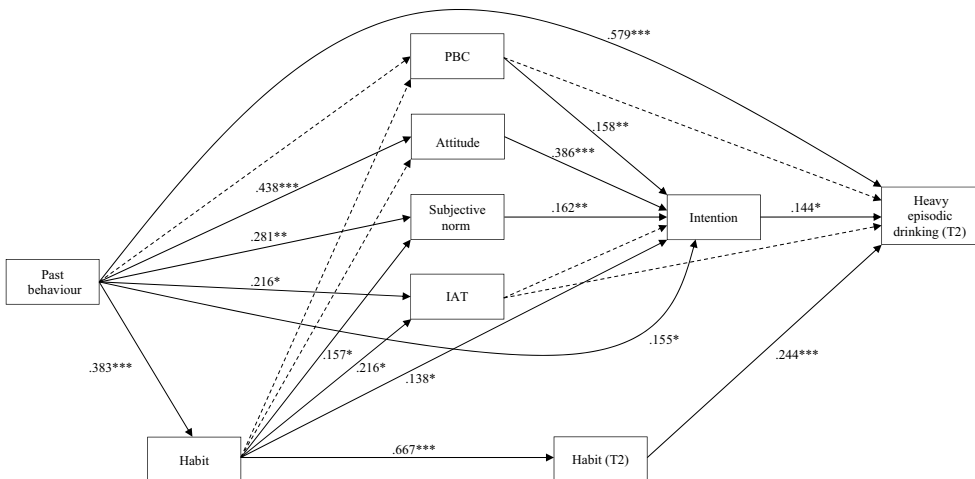 .579***
PBC
.158**
Attitude
.386***
.438***
Subjective
norm
.162**
Intention
.144*
Heavy
episodic
drinking (T2)
.281**
Past
behaviour
.216*
IAT
.155*
.157*
.216*
.138*
.244***
.383***
Habit
.667***
Habit (T2)